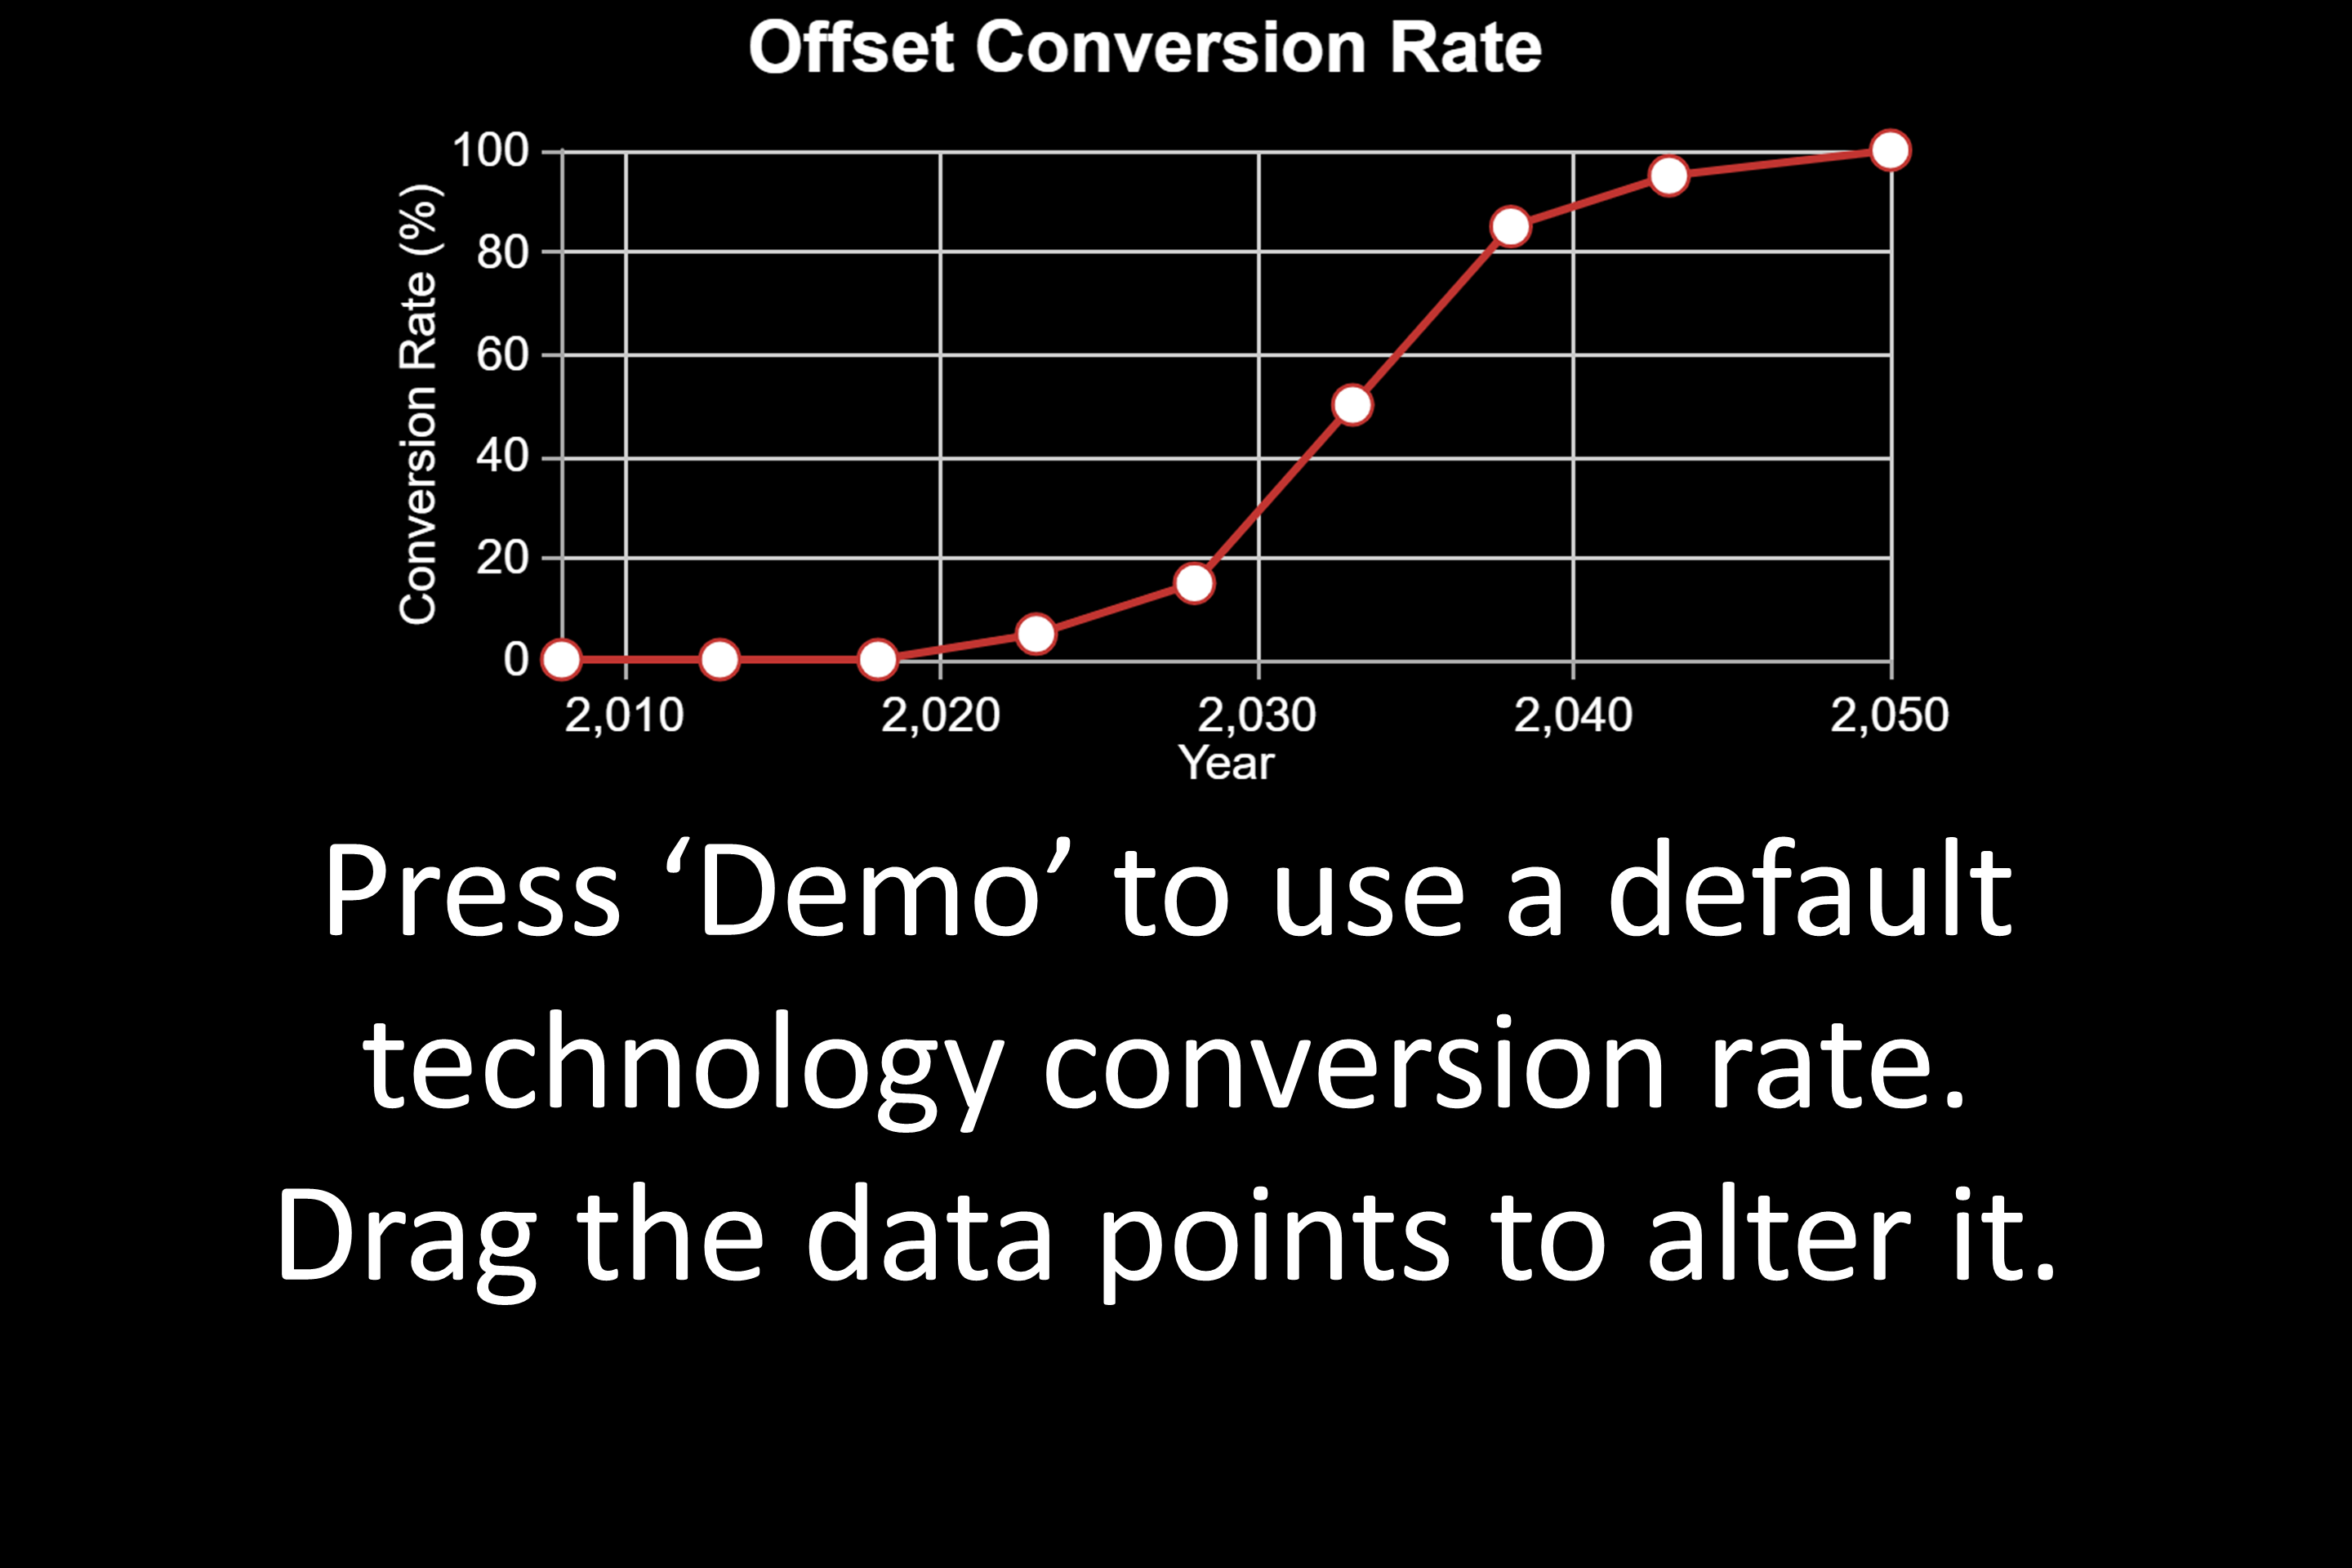 Offset Conversion Rate
100
80
60
40
20
0
Conversion Rate (%)
2,010 2,020 2,030 2,040 2,050
Year
Press ‘Demo’ to use a default
technology conversion rate.
Drag the data points to alter it.